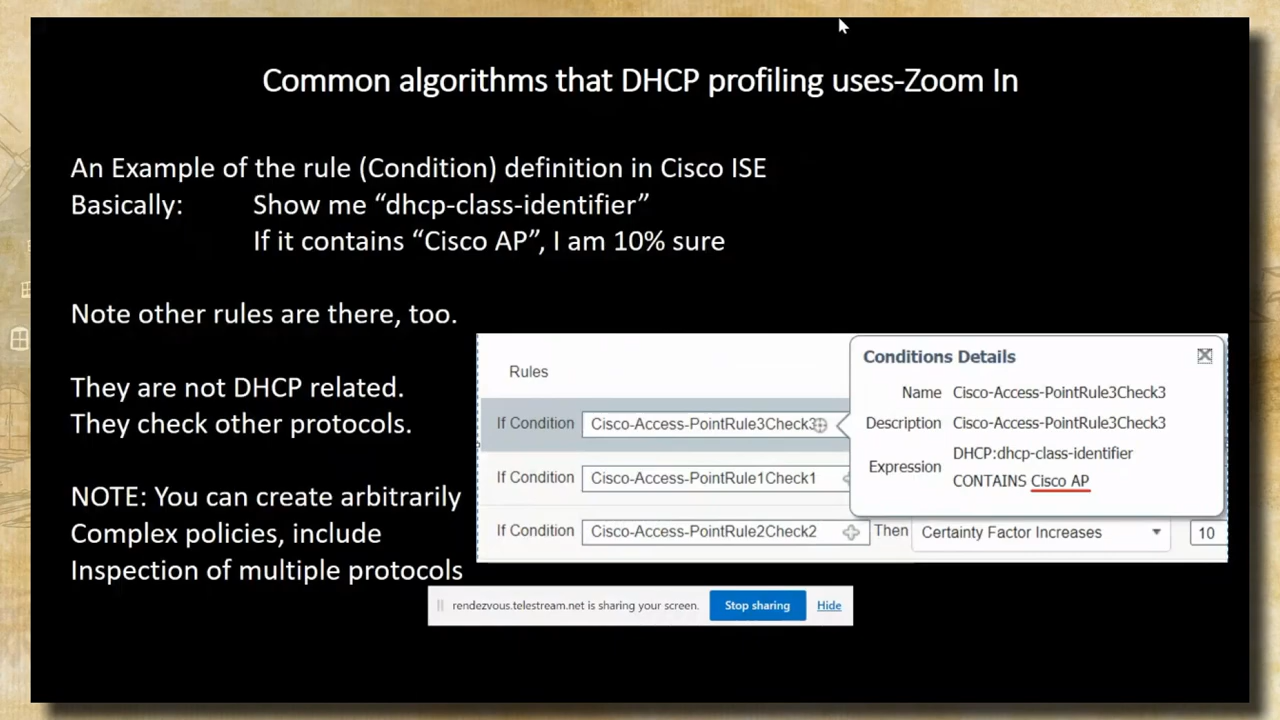 Common algorithms that DHCP profiling uses-Zoom In
An Example of the rule (Condition) definition in Cisco ISE
Basically: Show me “dhcp-class-identifier”
If it contains “Cisco AP”, I am 10% sure
Note other rules are there, too.
They are not DHCP related.
They check other protocols.
NOTE: You can create arbitrarily
Complex policies, include
Inspection of multiple protocols
Rules
If Condition Cisco-Access-PointRule3Check3
If Condition Cisco-Access-PointRule1Check1
If Condition Cisco-Access-PointRule2Check2 Then Certainty Factor Increases 10
Conditions Details
Name Cisco-Access-PointRule3Check3
Description Cisco-Access-PointRule3Check3
Expression DHCP:dhcp-class-identifier
CONTAINS Cisco AP
rendezvous.telestream.net is sharing your screen. Stop sharing Hide